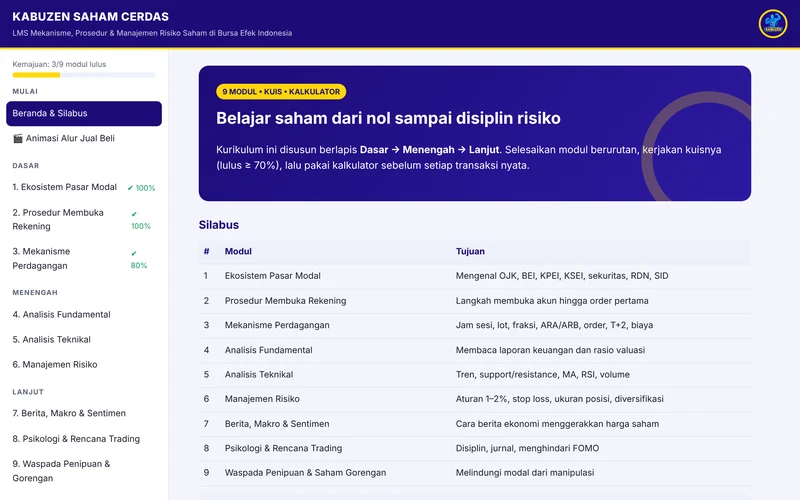 KABUZEN SAHAM CERDAS
LMS Mekanisme, Prosedur & Manajemen Risiko Saham di Bursa Efek Indonesia
KABUZEN
Kemajuan: 3/9 modul lulus
MULAI
Beranda & Silabus
🎬 Animasi Alur Jual Beli
DASAR
1. Ekosistem Pasar Modal ✔ 100%
2. Prosedur Membuka
Rekening
✔
100%
3. Mekanisme
Perdagangan
✔
80%
MENENGAH
4. Analisis Fundamental
5. Analisis Teknikal
6. Manajemen Risiko
LANJUT
7. Berita, Makro & Sentimen
8. Psikologi & Rencana Trading
9. Waspada Penipuan &
Gorengan
9 MODUL • KUIS • KALKULATOR
Belajar saham dari nol sampai disiplin risiko
Kurikulum ini disusun berlapis Dasar → Menengah → Lanjut. Selesaikan modul berurutan, kerjakan kuisnya
(lulus ≥ 70%), lalu pakai kalkulator sebelum setiap transaksi nyata.
Silabus
# Modul Tujuan
1 Ekosistem Pasar Modal Mengenal OJK, BEI, KPEI, KSEI, sekuritas, RDN, SID
2 Prosedur Membuka Rekening Langkah membuka akun hingga order pertama
3 Mekanisme Perdagangan Jam sesi, lot, fraksi, ARA/ARB, order, T+2, biaya
4 Analisis Fundamental Membaca laporan keuangan dan rasio valuasi
5 Analisis Teknikal Tren, support/resistance, MA, RSI, volume
6 Manajemen Risiko Aturan 1–2%, stop loss, ukuran posisi, diversifikasi
7 Berita, Makro & Sentimen Cara berita ekonomi menggerakkan harga saham
8 Psikologi & Rencana Trading Disiplin, jurnal, menghindari FOMO
9 Waspada Penipuan & Saham Gorengan Melindungi modal dari manipulasi